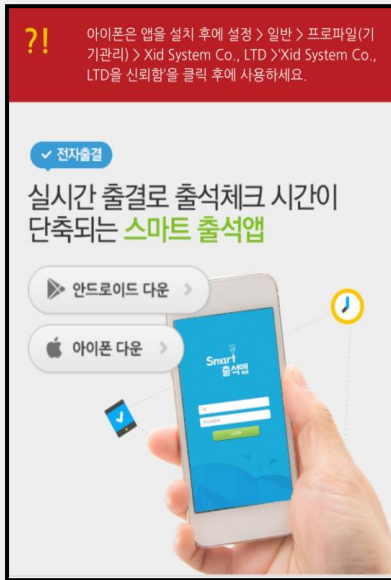 ?!
아이폰은 앱을 설치 후에 설정 > 일반 > 프로파일(기
기관리) > Xid System Co., LTD >'Xid System Co.,
LTD을 신뢰함'을 클릭 후에 사용하세요.
전자출결
실시간 출결로 출석체크 시간이
단축되는 스마트 출석앱
안드로이드 다운
아이폰 다운
Smart
출석앱